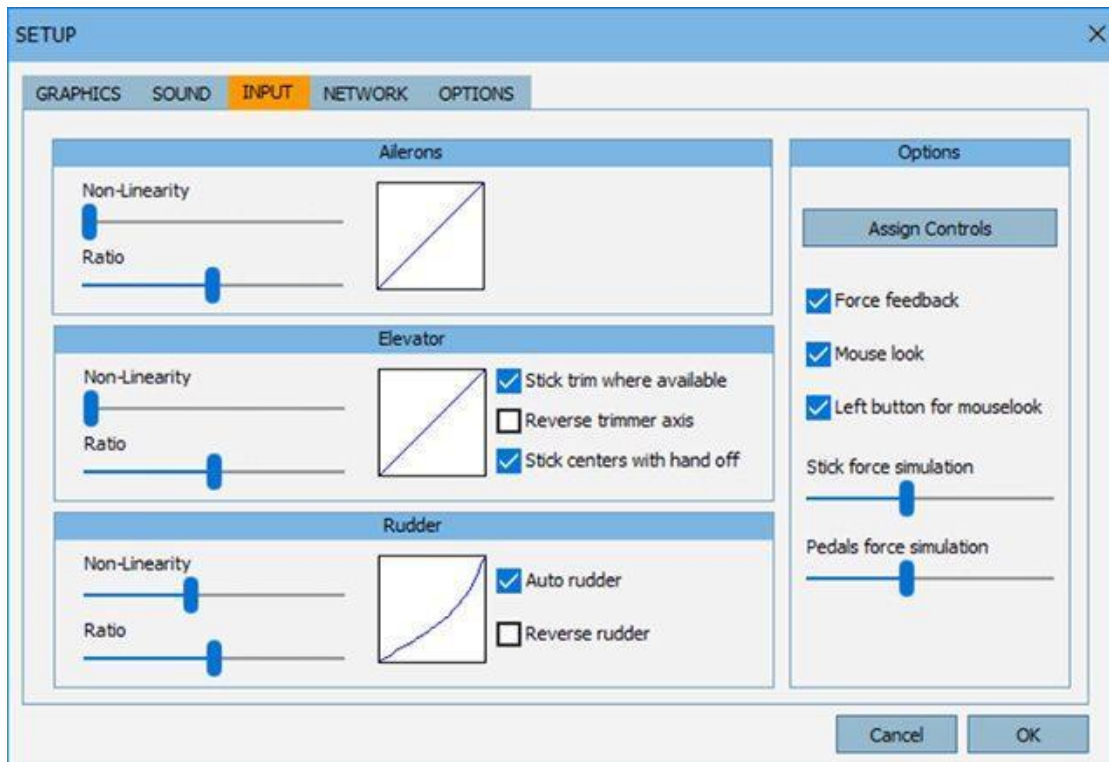 SETUP
GRAPHICS SOUND INPUT NETWORK OPTIONS
Ailerons
Non-Linearity
Ratio
Elevator
Non-Linearity
Ratio
Stick trim where available
Reverse trimmer axis
Stick centers with hand off
Rudder
Non-Linearity
Ratio
Auto rudder
Reverse rudder
Options
Assign Controls
Force feedback
Mouse look
Left button for mouselook
Stick force simulation
Pedals force simulation
Cancel OK